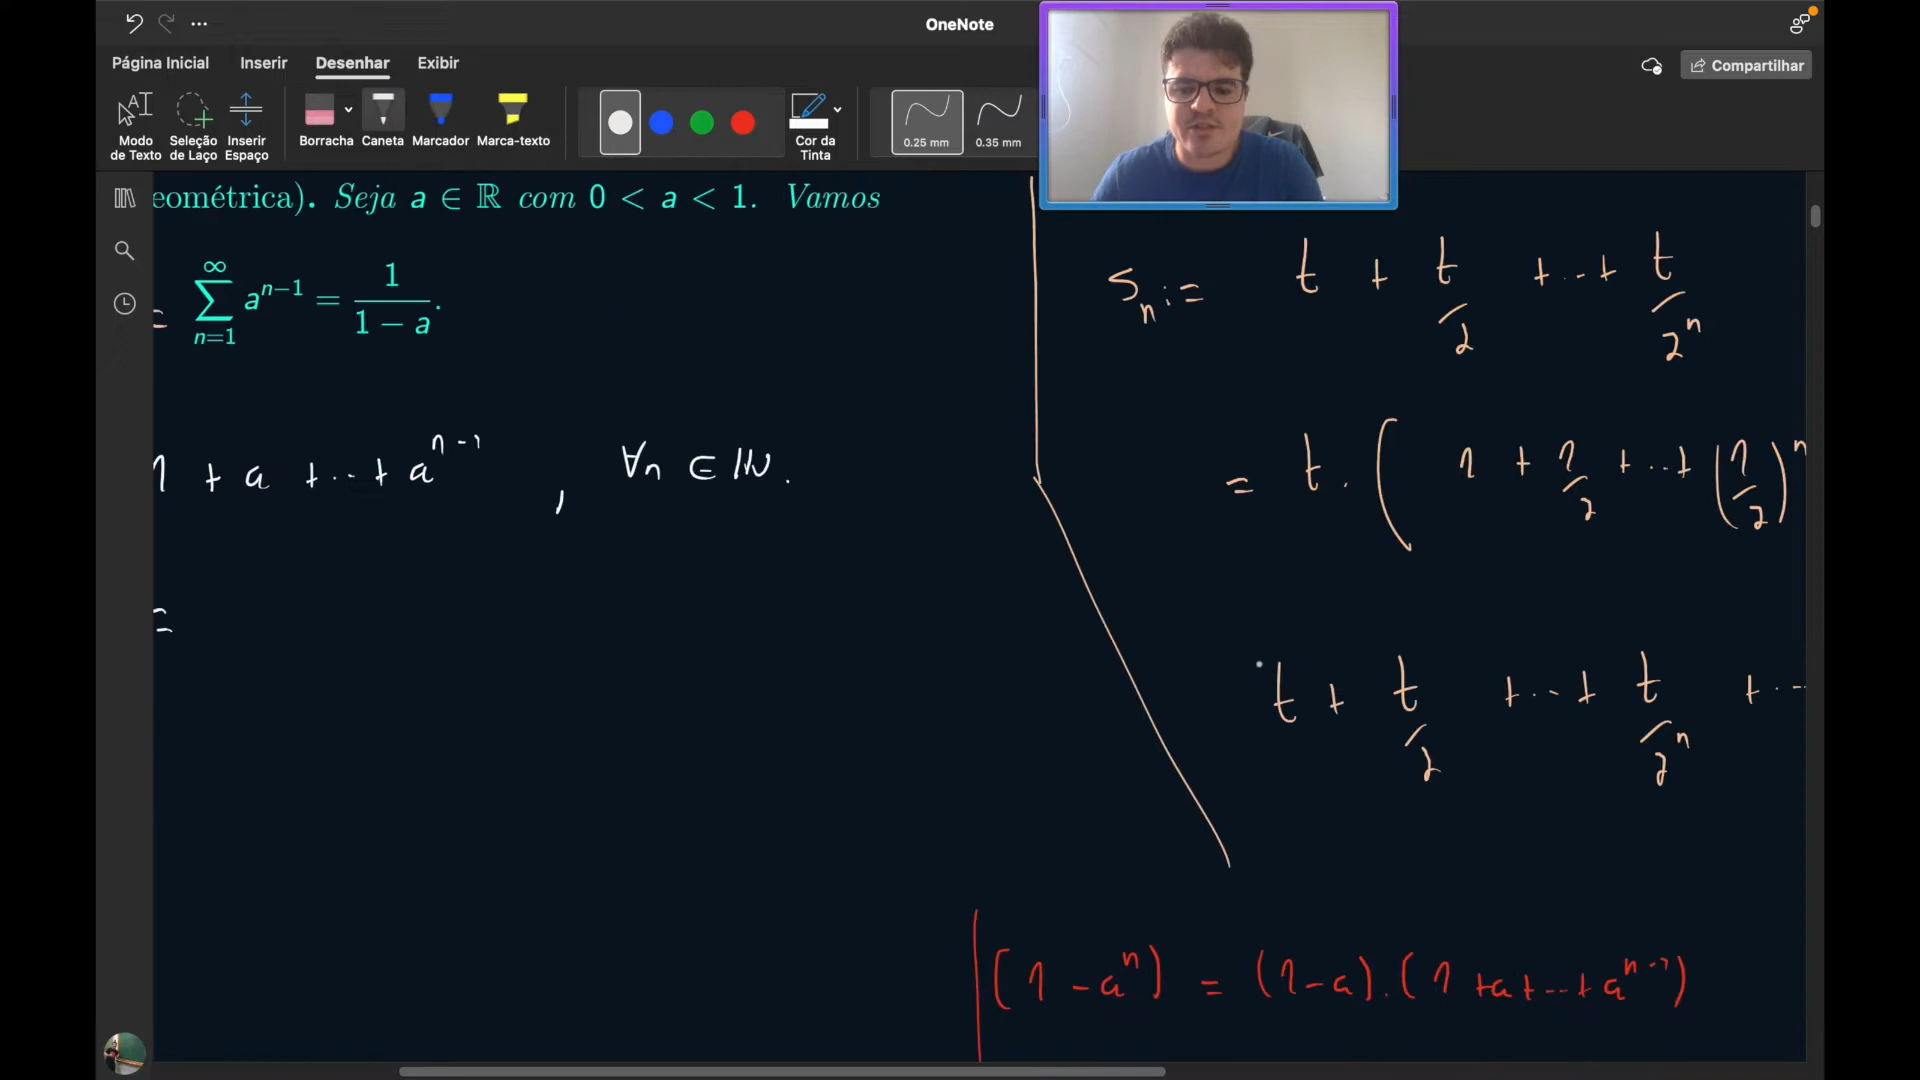 OneNote
Página Inicial Inserir Desenhar Exibir
Compartilhar
Modo de Texto
Seleção de Laço
Inserir Espaço
Borracha
Caneta
Marcador
Marca-texto
Cor da Tinta
0.25 mm
0.35 mm
eométrica). Seja a ∈ ℝ com 0 < a < 1. Vamos
= ∑_{n=1}^{∞} a^{n−1} = 1/(1 − a).
1 + a + ... + a^{n-1} , ∀n ∈ ℕ.
=
S_n := t + t/2 + ... + t/2^n
= t . ( 1 + 1/2 + ... + (1/2)^n
t + t/2 + ... + t/2^n + ...
(1 - a^n) = (1-a).(1 + a + ... + a^{n-1})